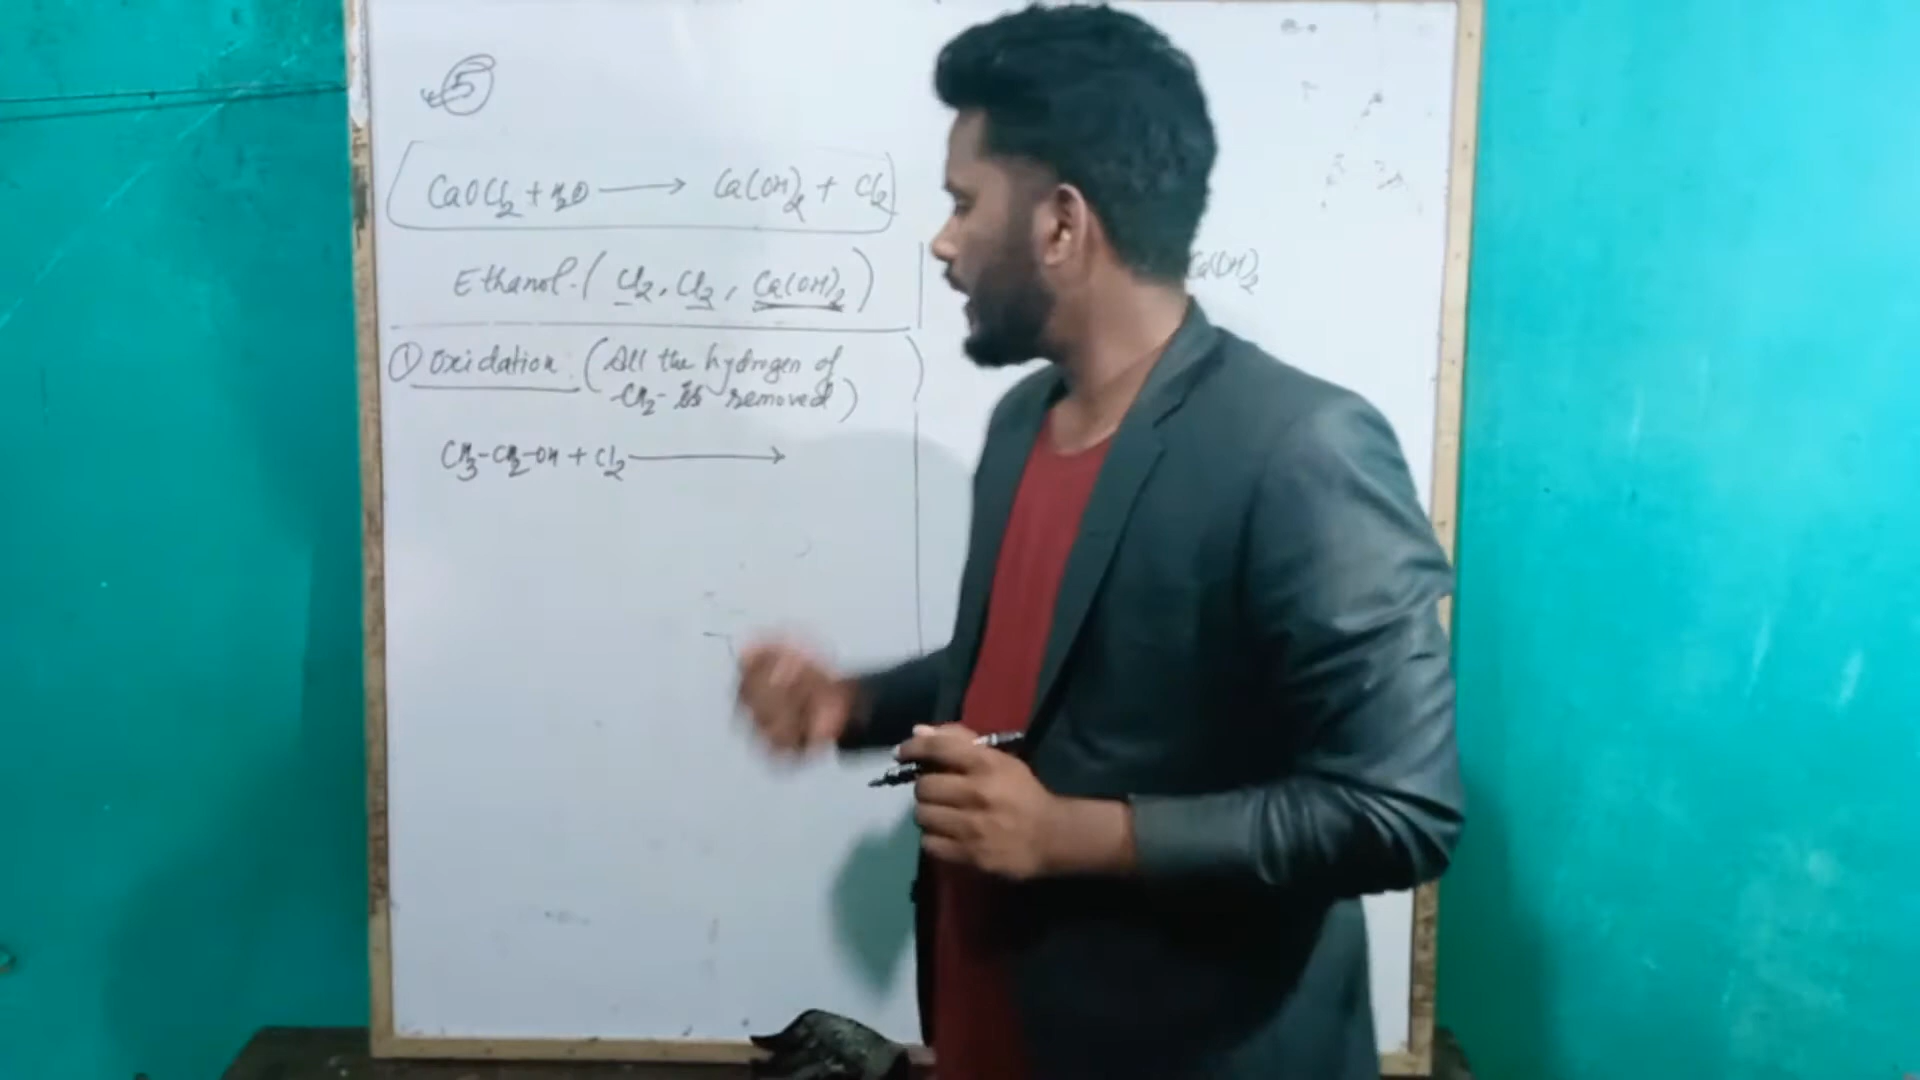 5
CaOCl2 + H2O → Ca(OH)2 + Cl2
Ethanol - ( Cl2, Cl2, Ca(OH)2 )
① Oxidation. ( All the hydrogen of
-CH2- is removed )
CH3-CH2-OH + Cl2 →
Ca(OH)2